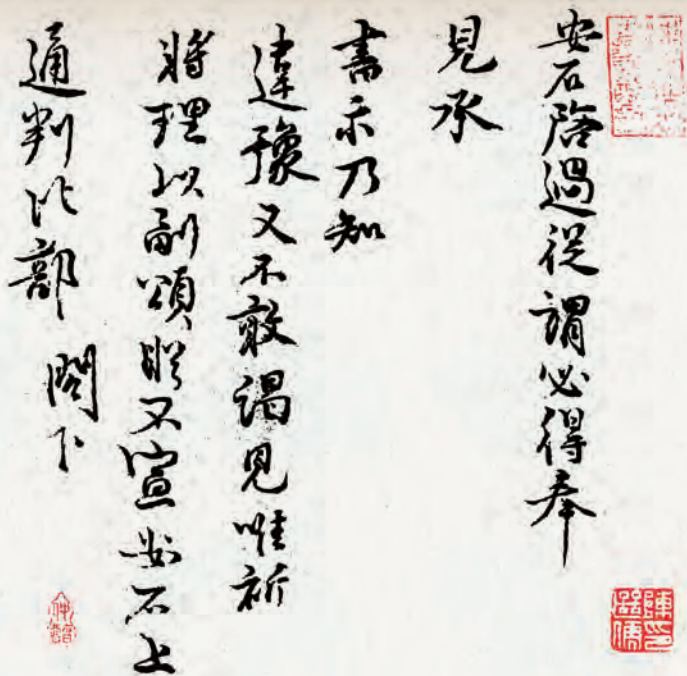 安石啓過從謂必得奉
見承
書示乃知
違豫又不敢謁見唯祈
將理以副頌禱不宣安石上
通判比部 閤下